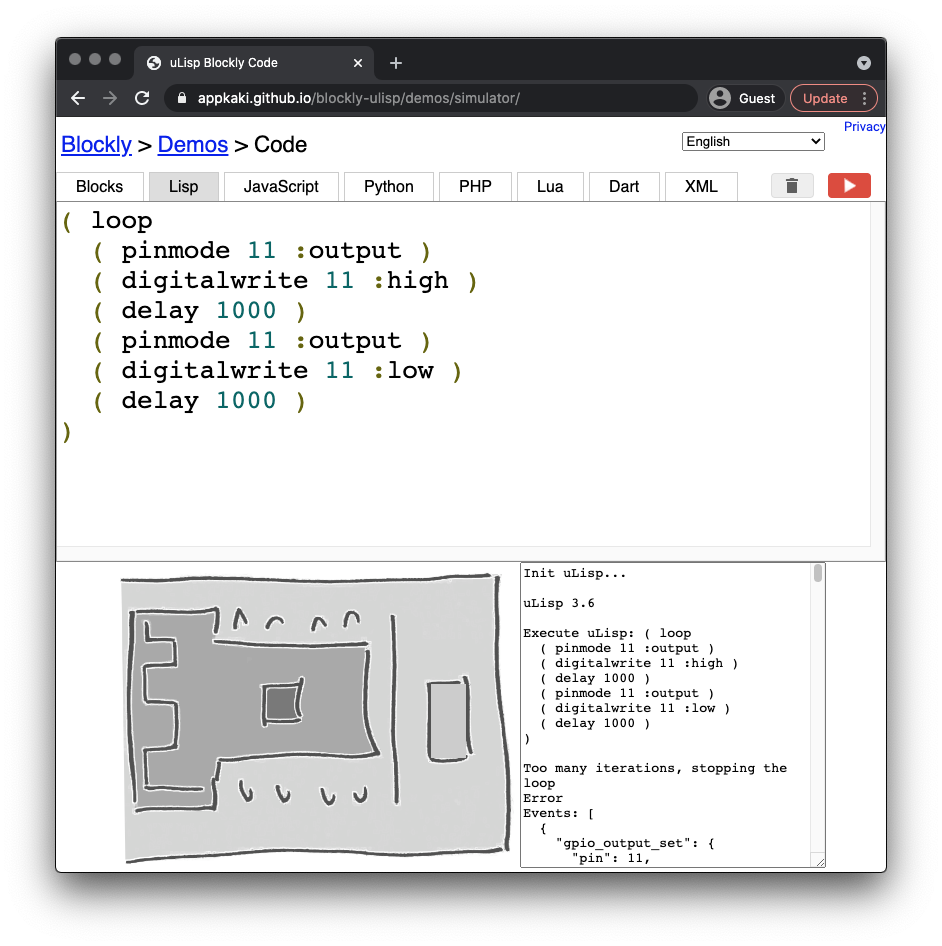 uLisp Blockly Code
appkaki.github.io/blockly-ulisp/demos/simulator/
Guest
Update
Privacy
Blockly > Demos > Code
English
Blocks
Lisp
JavaScript
Python
PHP
Lua
Dart
XML
( loop
( pinmode 11 :output )
( digitalwrite 11 :high )
( delay 1000 )
( pinmode 11 :output )
( digitalwrite 11 :low )
( delay 1000 )
)
Init uLisp...
uLisp 3.6
Execute uLisp: ( loop
( pinmode 11 :output )
( digitalwrite 11 :high )
( delay 1000 )
( pinmode 11 :output )
( digitalwrite 11 :low )
( delay 1000 )
)
Too many iterations, stopping the
loop
Error
Events: [
{
"gpio_output_set": {
"pin": 11,